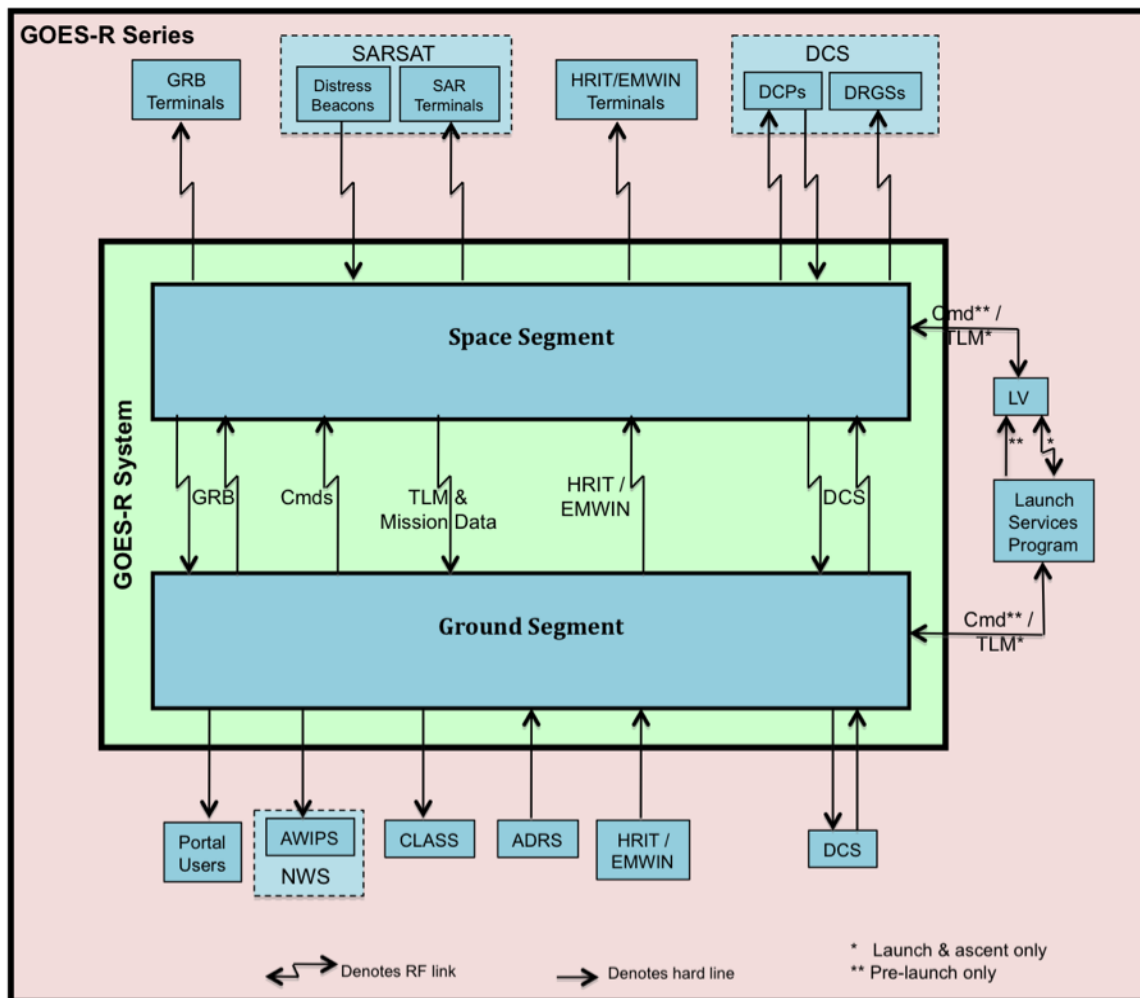 GOES-R Series
SARSAT
DCS
GRB
Terminals
Distress
Beacons
SAR
Terminals
HRIT/EMWIN
Terminals
DCPs
DRGSs
GOES-R System
Space Segment
Cmd** /
TLM*
LV
**
*
GRB
Cmds
TLM &
Mission Data
HRIT /
EMWIN
DCS
Launch
Services
Program
Ground Segment
Cmd** /
TLM*
Portal
Users
AWIPS
NWS
CLASS
ADRS
HRIT /
EMWIN
DCS
Denotes RF link
Denotes hard line
* Launch & ascent only
** Pre-launch only